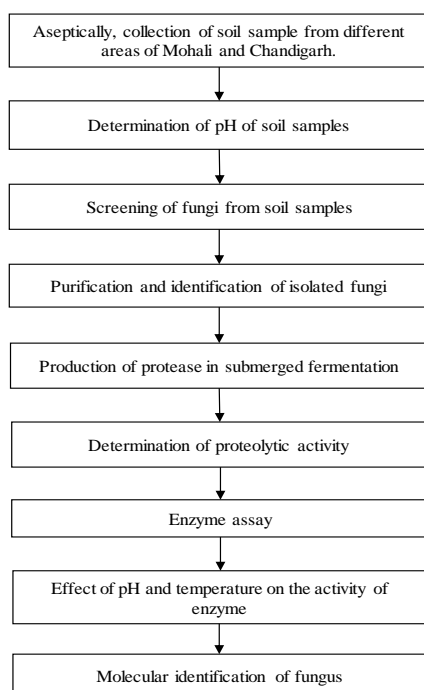 Aseptically, collection of soil sample from different
areas of Mohali and Chandigarh.
Determination of pH of soil samples
Screening of fungi from soil samples
Purification and identification of isolated fungi
Production of protease in submerged fermentation
Determination of proteolytic activity
Enzyme assay
Effect of pH and temperature on the activity of
enzyme
Molecular identification of fungus